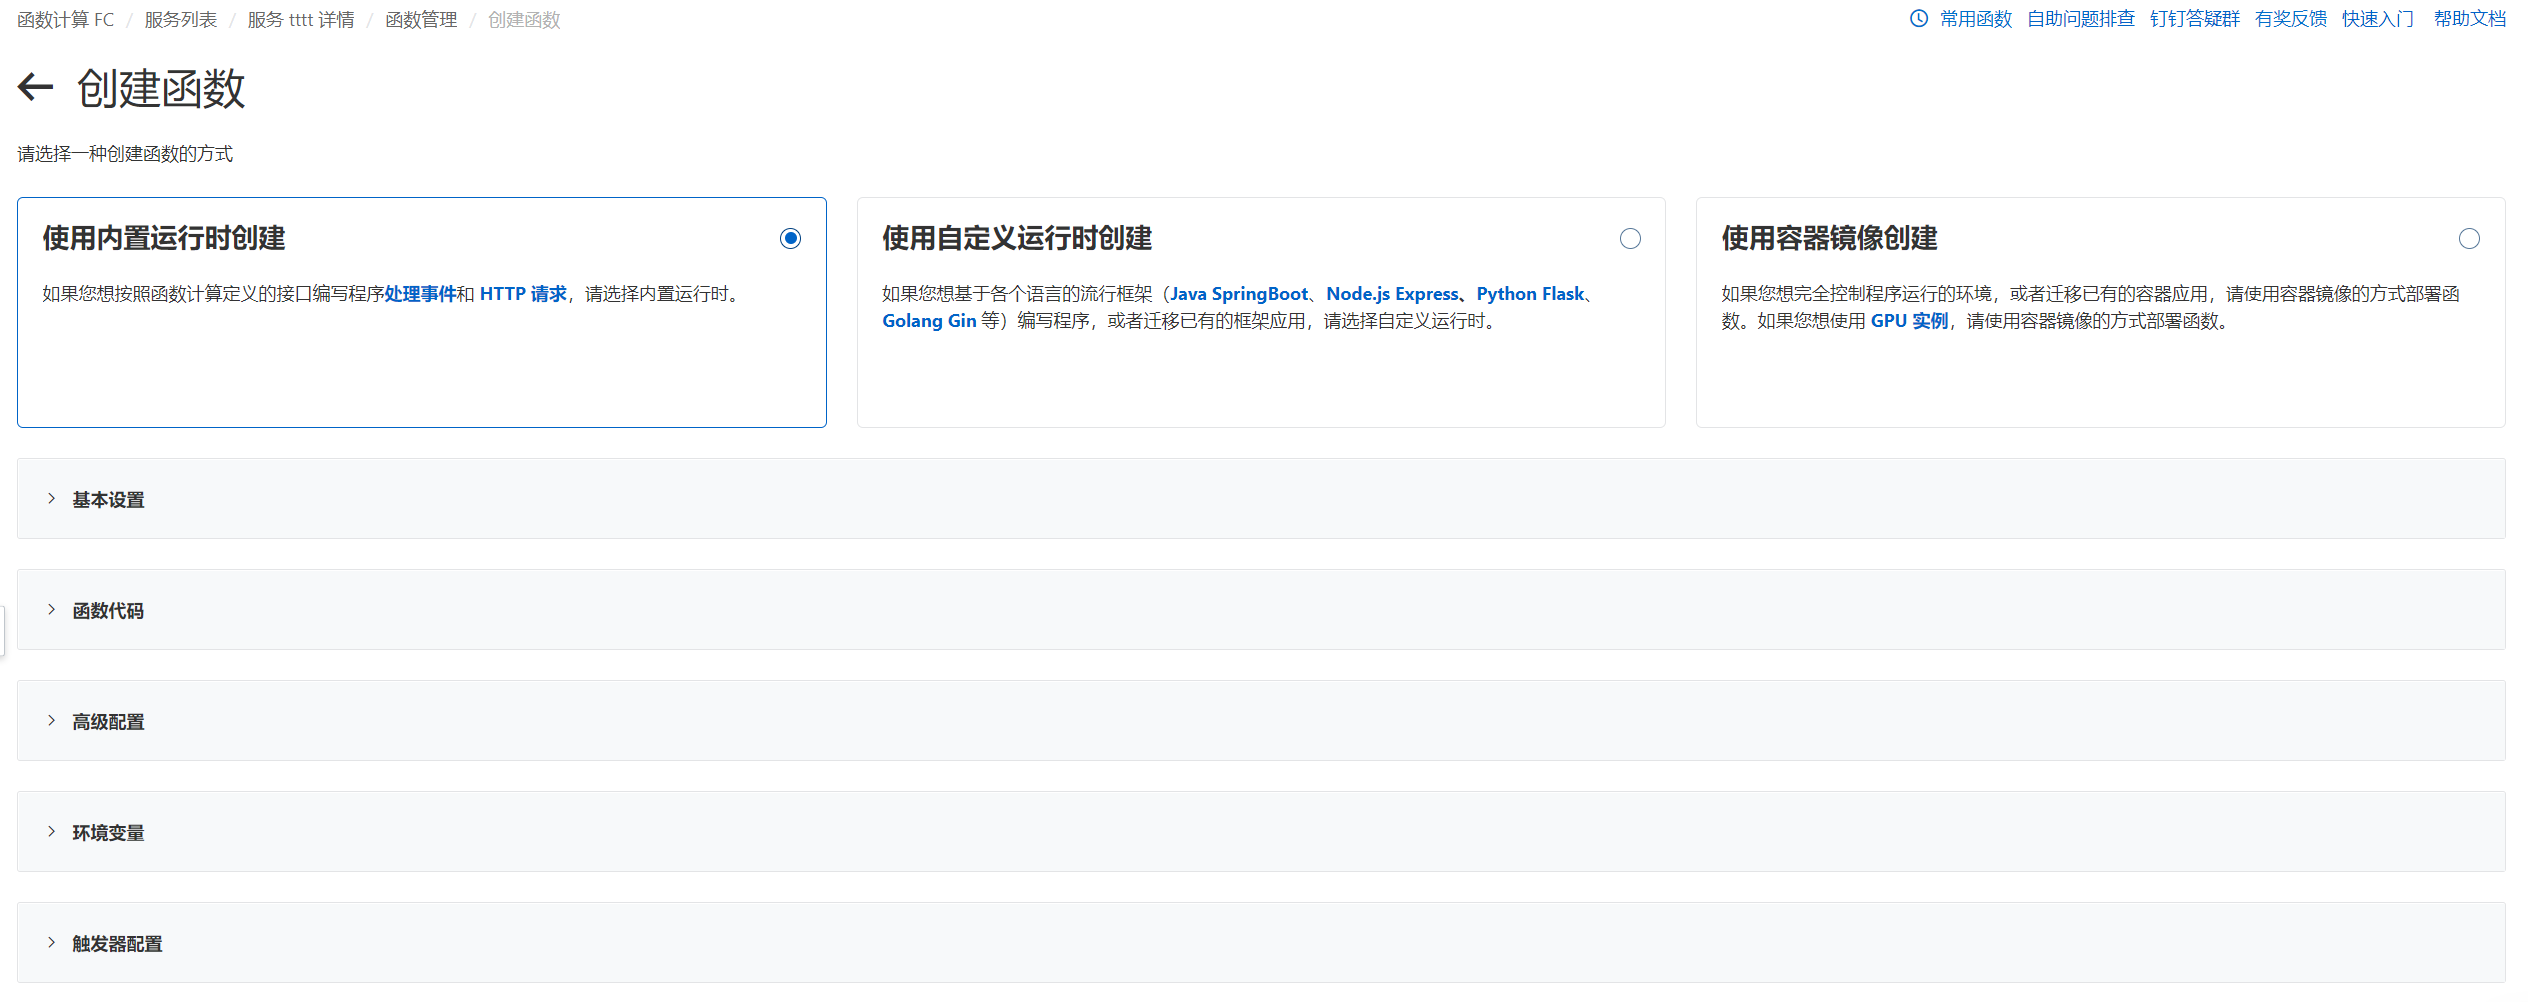 函数计算 FC / 服务列表 / 服务 tttt 详情 / 函数管理 / 创建函数
常用函数 自助问题排查 钉钉答疑群 有奖反馈 快速入门 帮助文档
创建函数
请选择一种创建函数的方式
使用内置运行时创建
如果您想按照函数计算定义的接口编写程序处理事件和 HTTP 请求，请选择内置运行时。
使用自定义运行时创建
如果您想基于各个语言的流行框架（Java SpringBoot、Node.js Express、Python Flask、
Golang Gin 等）编写程序，或者迁移已有的框架应用，请选择自定义运行时。
使用容器镜像创建
如果您想完全控制程序运行的环境，或者迁移已有的容器应用，请使用容器镜像的方式部署函
数。如果您想使用 GPU 实例，请使用容器镜像的方式部署函数。
基本设置
函数代码
高级配置
环境变量
触发器配置